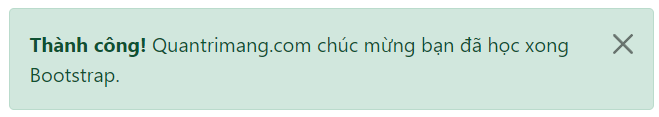 Thành công! Quantrimang.com chúc mừng bạn đã học xong
Bootstrap.